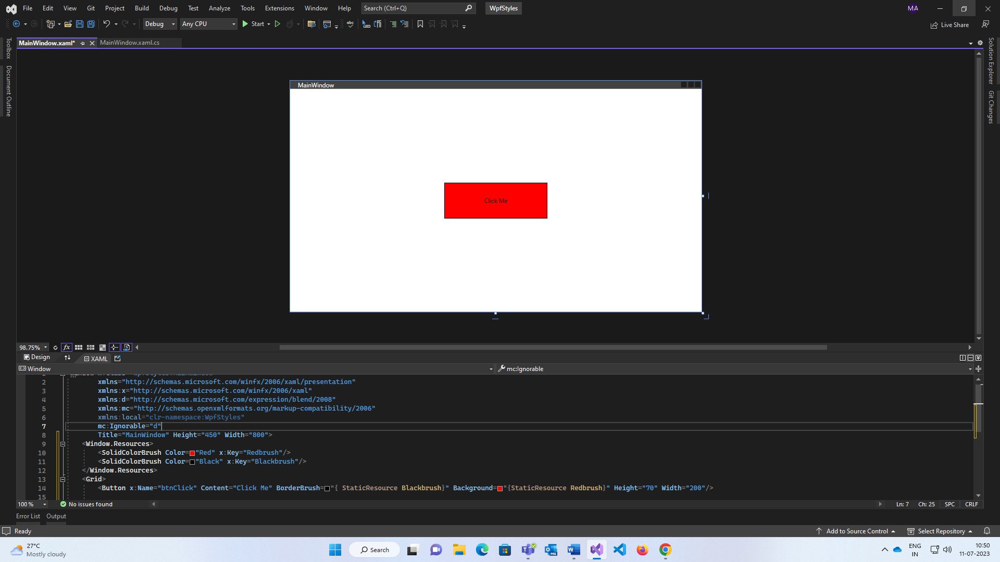 File Edit View Git Project Build Debug Test Analyze Tools Extensions Window Help Search (Ctrl+Q) WpfStyles MA
Debug Any CPU Start abc Live Share
MainWindow.xaml* MainWindow.xaml.cs
Toolbox
Document Outline
Solution Explorer
Git Changes
MainWindow
Click Me
98.75% fx
Design XAML
Window mc:Ignorable
2 xmlns="http://schemas.microsoft.com/winfx/2006/xaml/presentation"
3 xmlns:x="http://schemas.microsoft.com/winfx/2006/xaml"
4 xmlns:d="http://schemas.microsoft.com/expression/blend/2008"
5 xmlns:mc="http://schemas.openxmlformats.org/markup-compatibility/2006"
6 xmlns:local="clr-namespace:WpfStyles"
7 mc:Ignorable="d"
8 Title="MainWindow" Height="450" Width="800">
9 <Window.Resources>
10 <SolidColorBrush Color="Red" x:Key="Redbrush"/>
11 <SolidColorBrush Color="Black" x:Key="Blackbrush"/>
12 </Window.Resources>
13 <Grid>
14 <Button x:Name="btnClick" Content="Click Me" BorderBrush="{ StaticResource Blackbrush}" Background="{StaticResource Redbrush}" Height="70" Width="200"/>
15
100% No issues found Ln: 7 Ch: 25 SPC CRLF
Error List Output
Ready Add to Source Control Select Repository
27°C
Mostly cloudy
Search
ENG
IN
10:50
11-07-2023